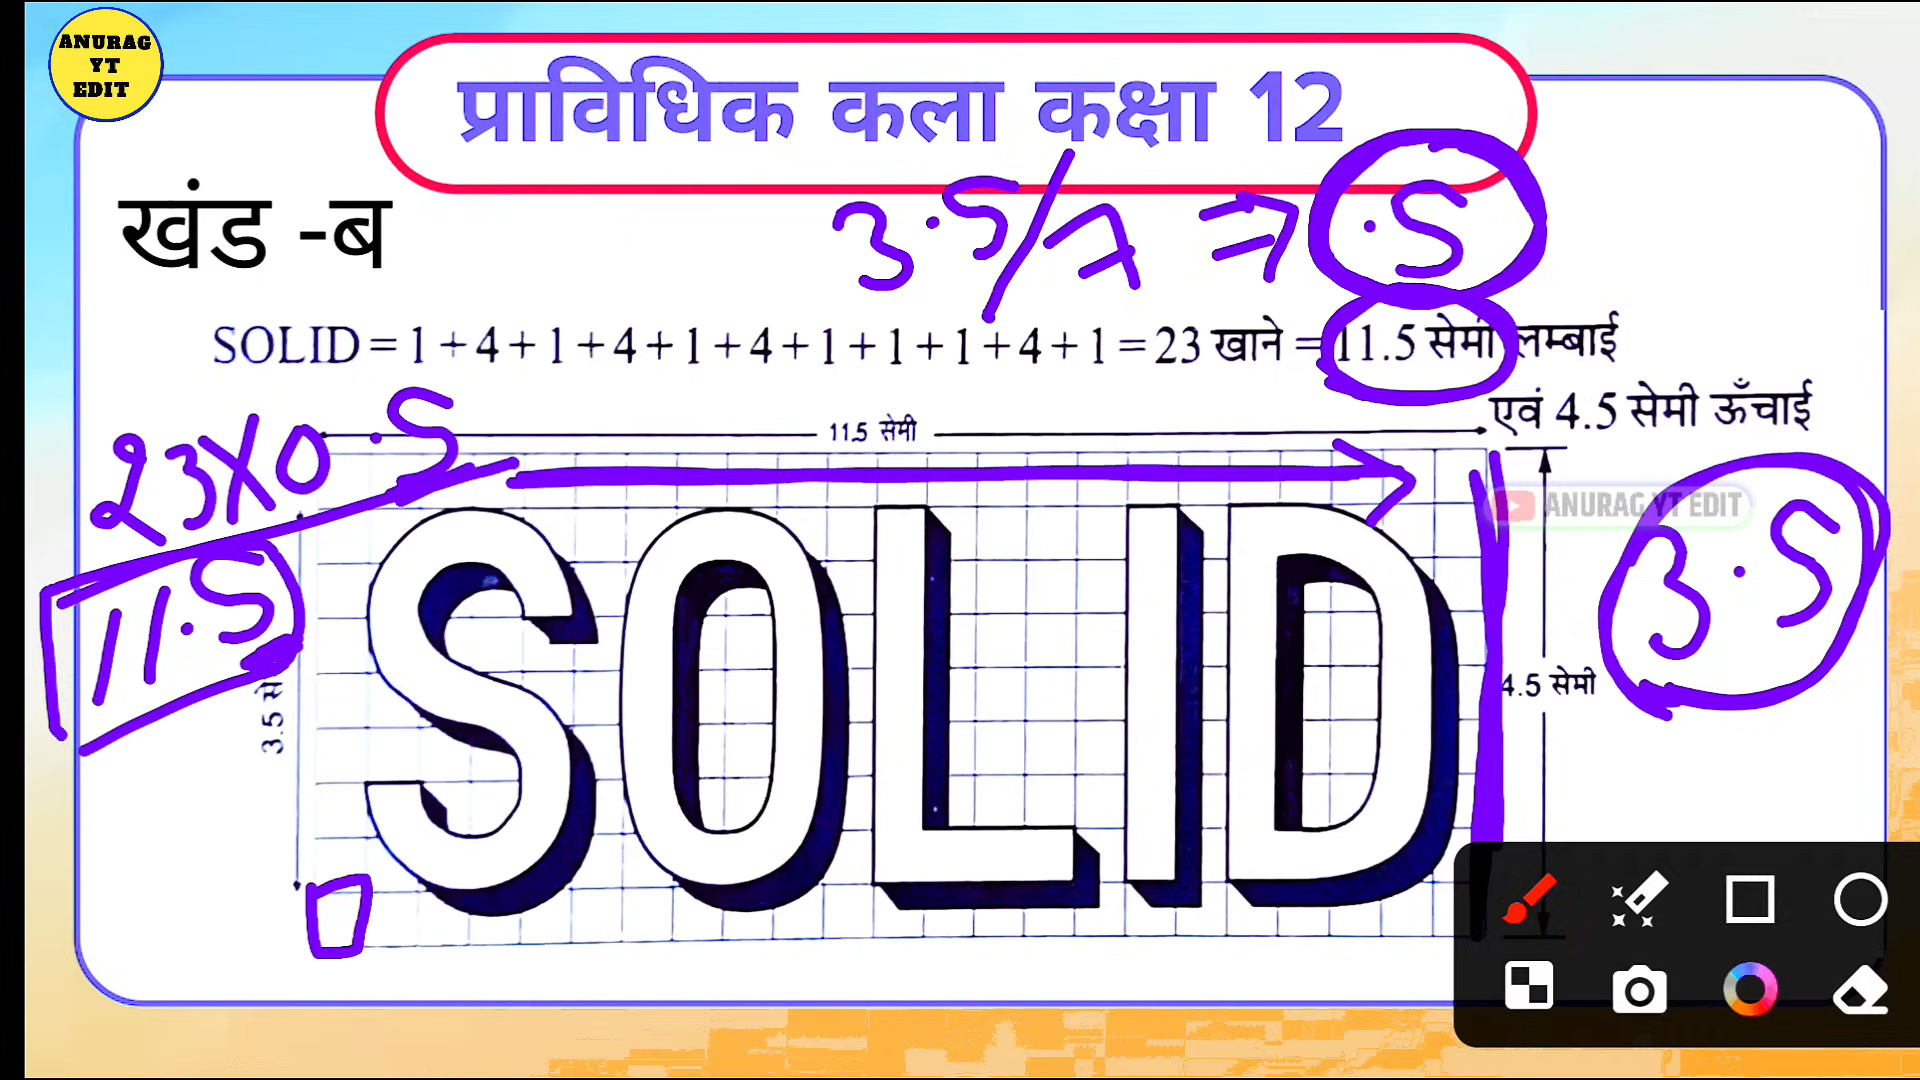 ANURAG
YT
EDIT
प्राविधिक कला कक्षा 12
खंड -ब
3.5/7 ⇒ .5
SOLID = 1 + 4 + 1 + 4 + 1 + 4 + 1 + 1 + 1 + 4 + 1 = 23 खाने = 11.5 सेमी लम्बाई
एवं 4.5 सेमी ऊँचाई
23X0.5
11.5 सेमी
ANURAG YT EDIT
3.5
11.5
SOLID
3.5 से
4.5 सेमी